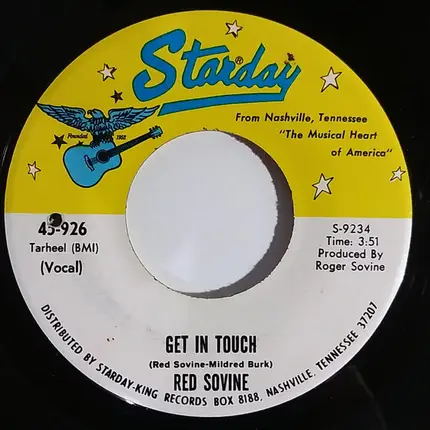 Starday®
From Nashville, Tennessee
"The Musical Heart
of America"
Founded 1952
45-926
Tarheel (BMI)
(Vocal)
S-9234
Time: 3:51
Produced By
Roger Sovine
GET IN TOUCH
(Red Sovine-Mildred Burk)
RED SOVINE
DISTRIBUTED BY STARDAY-KING RECORDS BOX 8188, NASHVILLE, TENNESSEE 37207